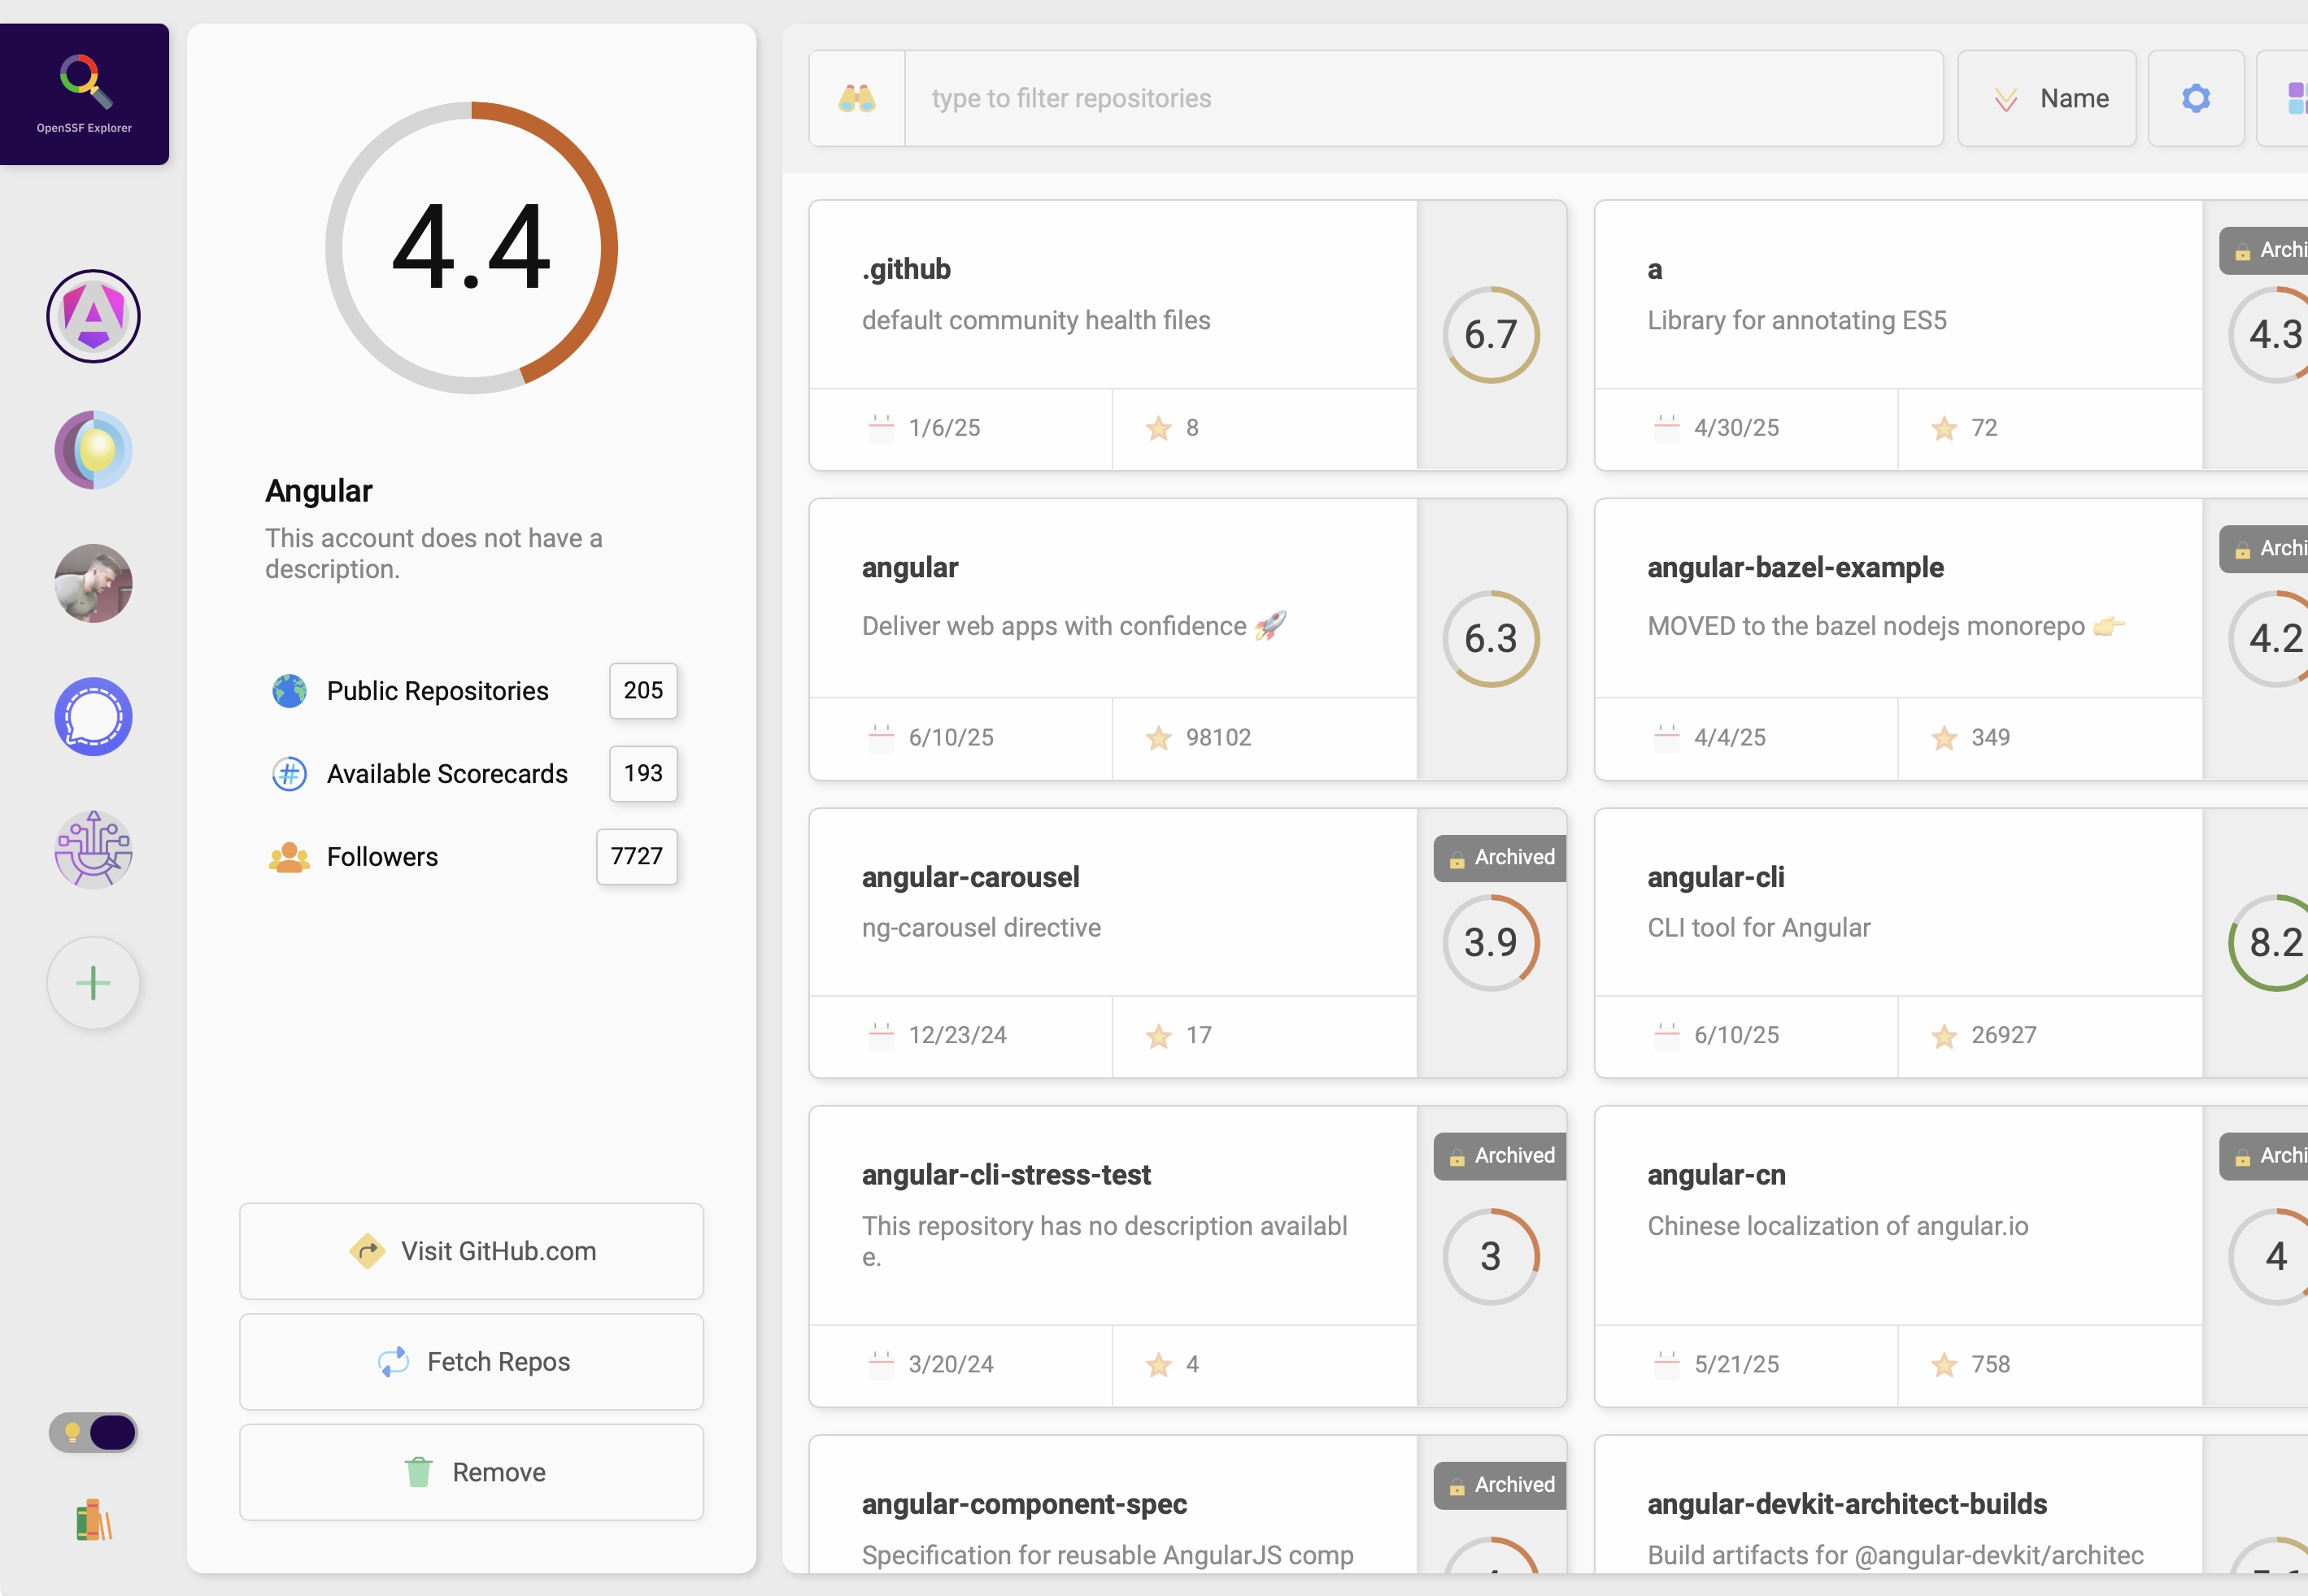 OpenSSF Explorer
4.4
Angular
This account does not have a
description.
Public Repositories 205
Available Scorecards 193
Followers 7727
Visit GitHub.com
Fetch Repos
Remove
type to filter repositories
Name
.github
default community health files
6.7
1/6/25
8
a
Library for annotating ES5
Archi
4.3
4/30/25
72
angular
Deliver web apps with confidence 🚀
6.3
6/10/25
98102
angular-bazel-example
MOVED to the bazel nodejs monorepo 👉
Archi
4.2
4/4/25
349
angular-carousel
ng-carousel directive
Archived
3.9
12/23/24
17
angular-cli
CLI tool for Angular
8.2
6/10/25
26927
angular-cli-stress-test
This repository has no description availabl
e.
Archived
3
3/20/24
4
angular-cn
Chinese localization of angular.io
Archi
4
5/21/25
758
angular-component-spec
Specification for reusable AngularJS comp
Archived
angular-devkit-architect-builds
Build artifacts for @angular-devkit/architec